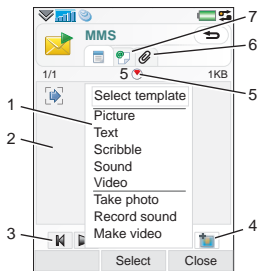 7
MMS
6
1/1
5
1KB
5
Select template
1
Picture
Text
2
Scribble
Sound
Video
Take photo
4
3
Record sound
Make video
Select
Close